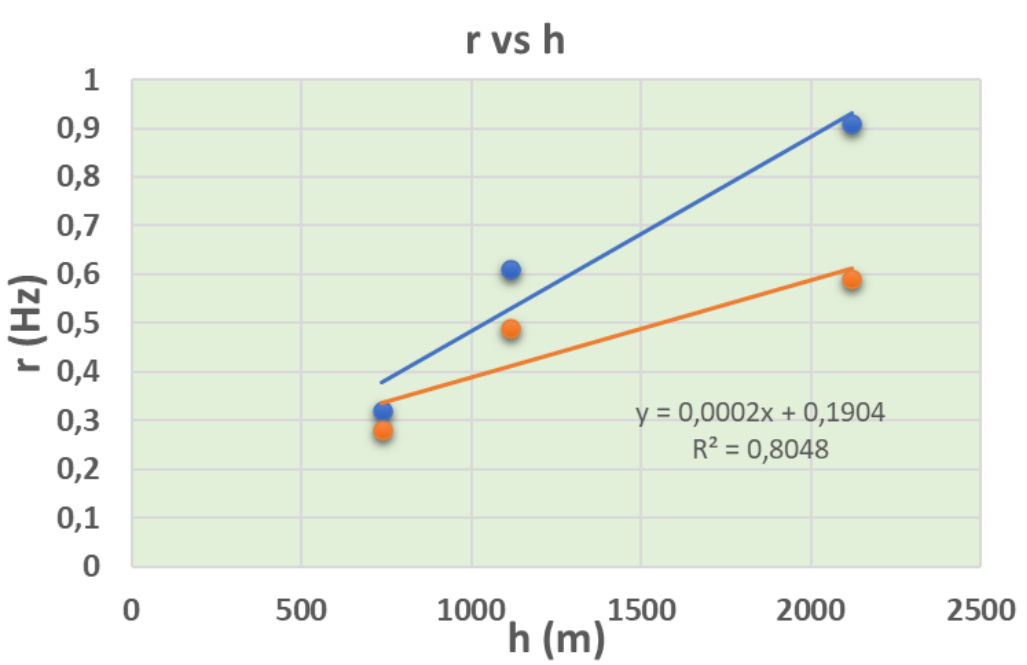 r vs h
1
0,9
0,8
0,7
0,6
0,5
0,4
0,3
0,2
0,1
0
r (Hz)
y = 0,0002x + 0,1904
R² = 0,8048
0 500 1000 1500 2000 2500
h (m)